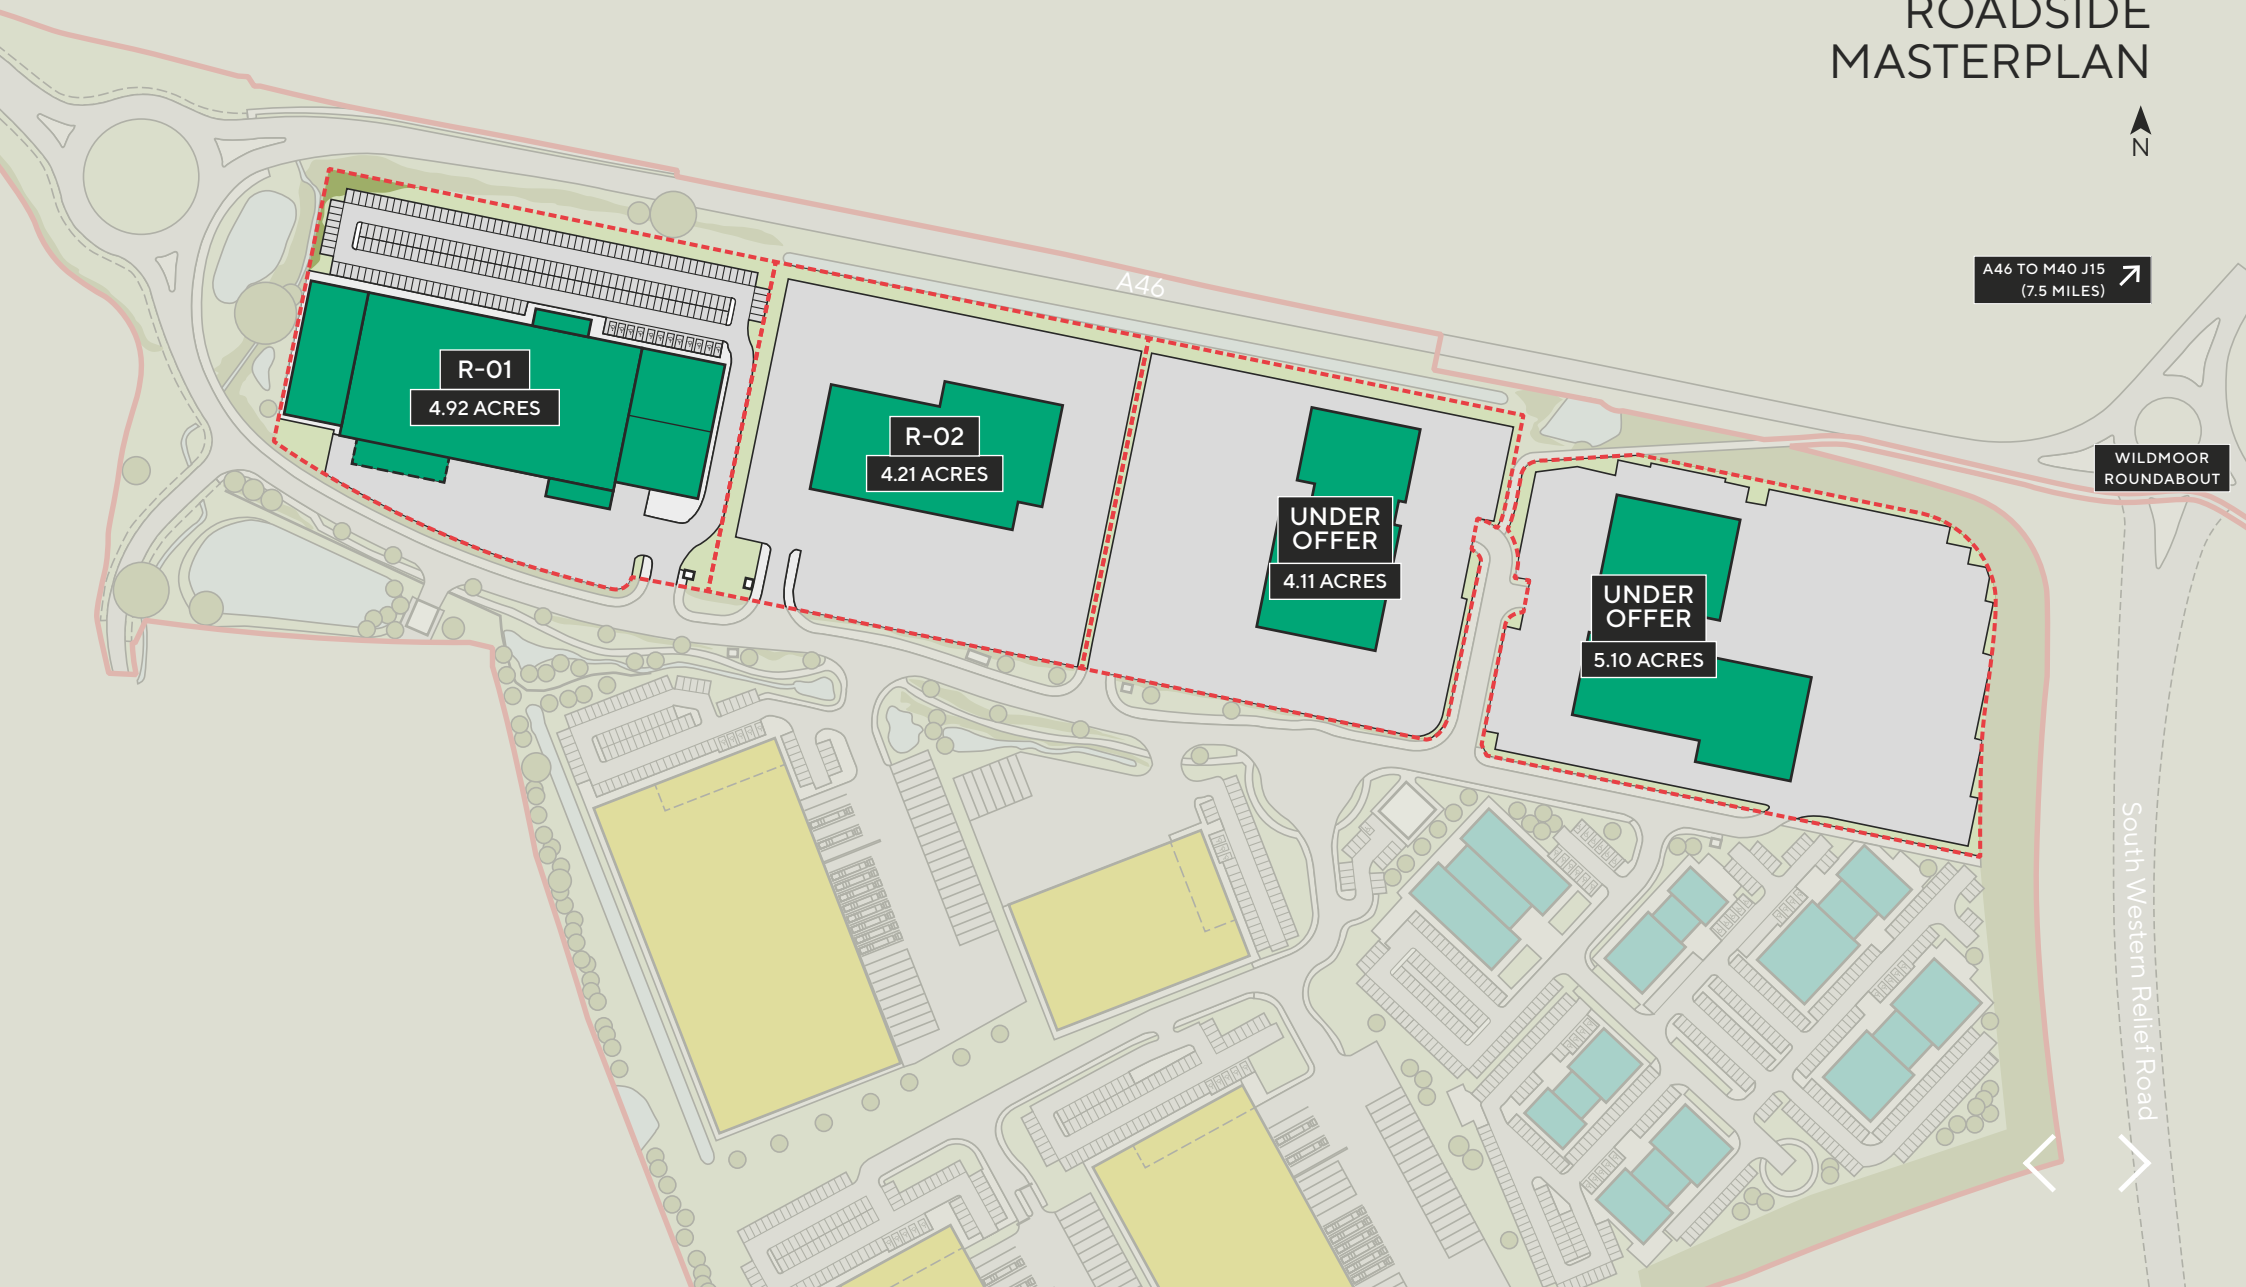 ROADSIDE
MASTERPLAN
N
A46
A46 TO M40 J15
(7.5 MILES)
R-01
4.92 ACRES
R-02
4.21 ACRES
WILDMOOR
ROUNDABOUT
UNDER
OFFER
4.11 ACRES
UNDER
OFFER
5.10 ACRES
South Western Relief Road